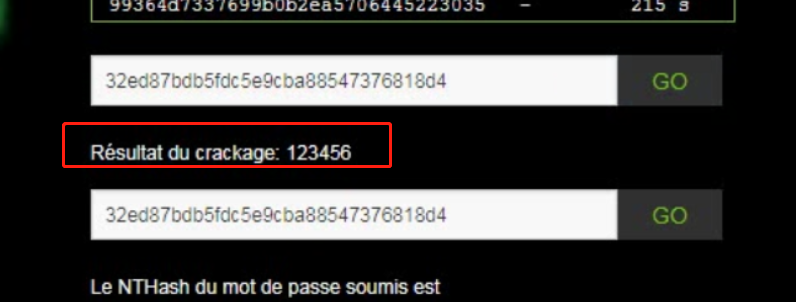 99364d7337699b0b2ea5706445223035 – 215 s
32ed87bdb5fdc5e9cba88547376818d4 GO
Résultat du crackage: 123456
32ed87bdb5fdc5e9cba88547376818d4 GO
Le NTHash du mot de passe soumis est